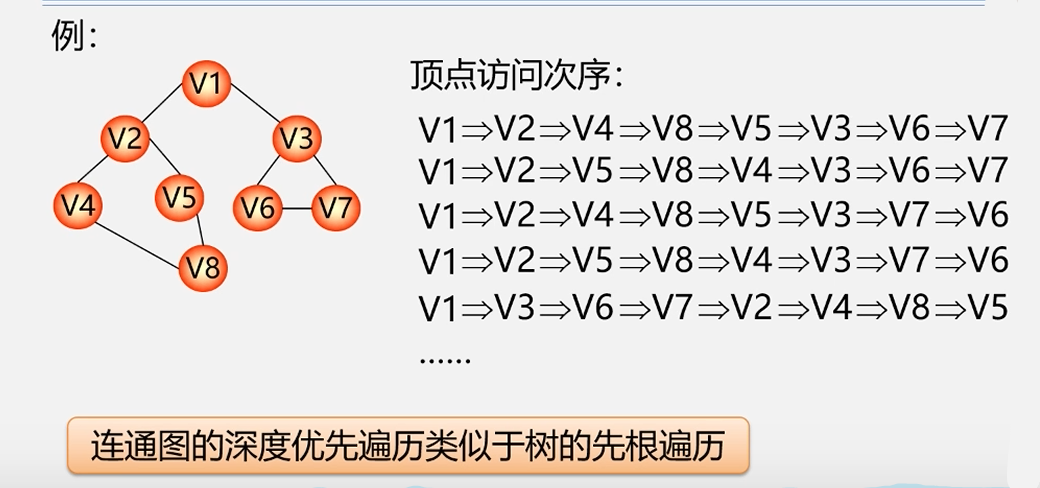 例：
V1
V2
V3
V4
V5
V6
V7
V8
顶点访问次序：
V1⇒V2⇒V4⇒V8⇒V5⇒V3⇒V6⇒V7
V1⇒V2⇒V5⇒V8⇒V4⇒V3⇒V6⇒V7
V1⇒V2⇒V4⇒V8⇒V5⇒V3⇒V7⇒V6
V1⇒V2⇒V5⇒V8⇒V4⇒V3⇒V7⇒V6
V1⇒V3⇒V6⇒V7⇒V2⇒V4⇒V8⇒V5
……
连通图的深度优先遍历类似于树的先根遍历